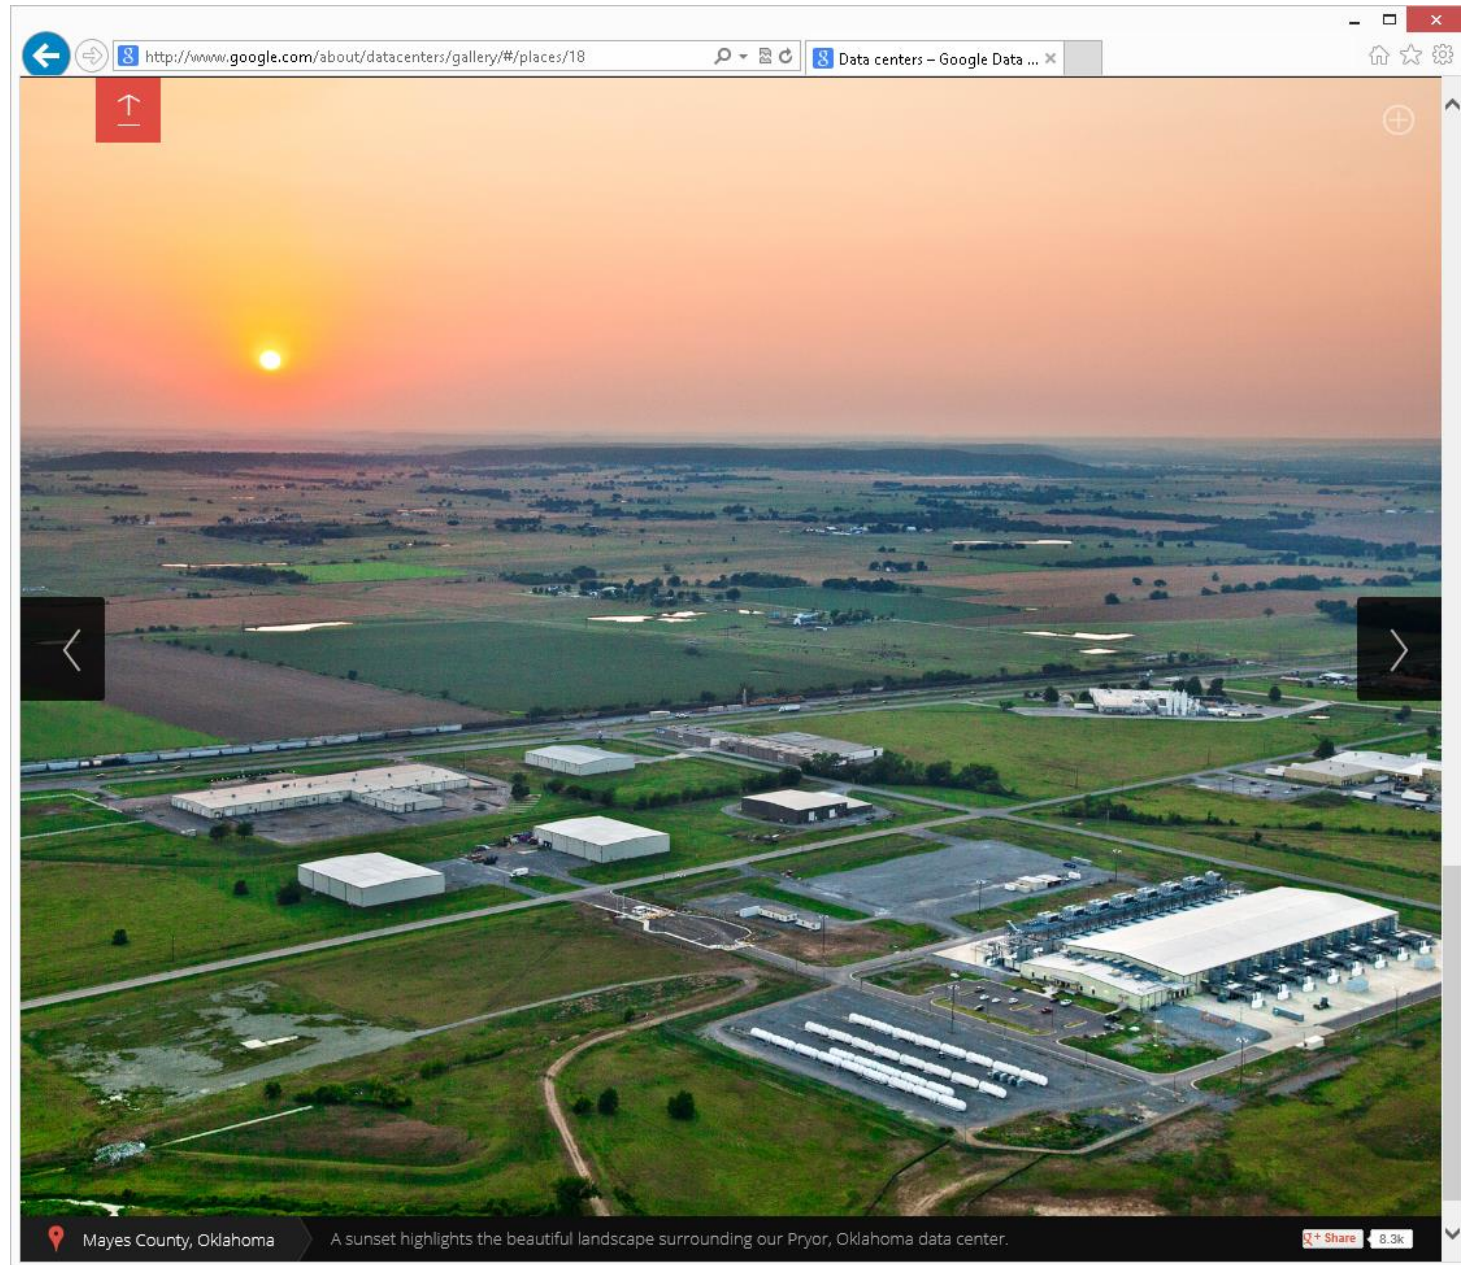 http://www.google.com/about/datacenters/gallery/#/places/18
Data centers – Google Data ...
Mayes County, Oklahoma
A sunset highlights the beautiful landscape surrounding our Pryor, Oklahoma data center.
g+ Share
8.3k